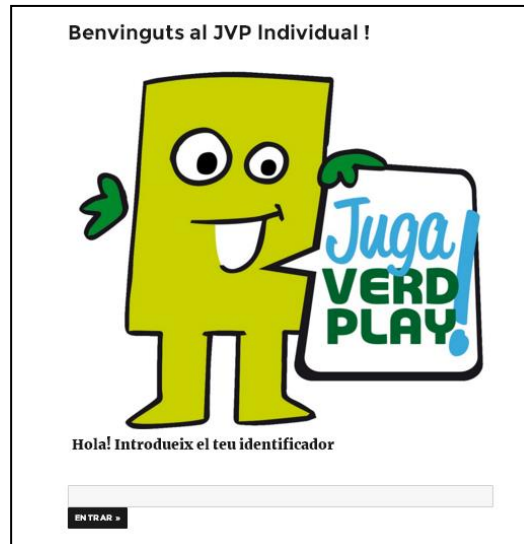 Benvinguts al JVP Individual !
Juga
VERD
PLAY!
Hola! Introdueix el teu identificador
ENTRAR »